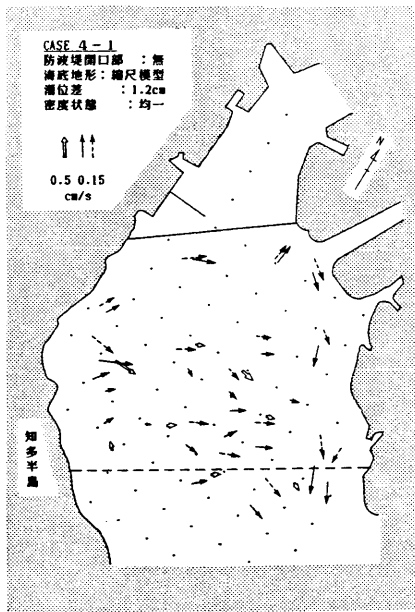 CASE 4-1
防波堤開口部 :無
海底地形:縮尺模型
潮位差 :1.2cm
密度状態 :均一
0.5 0.15
cm/s
N
知多半島